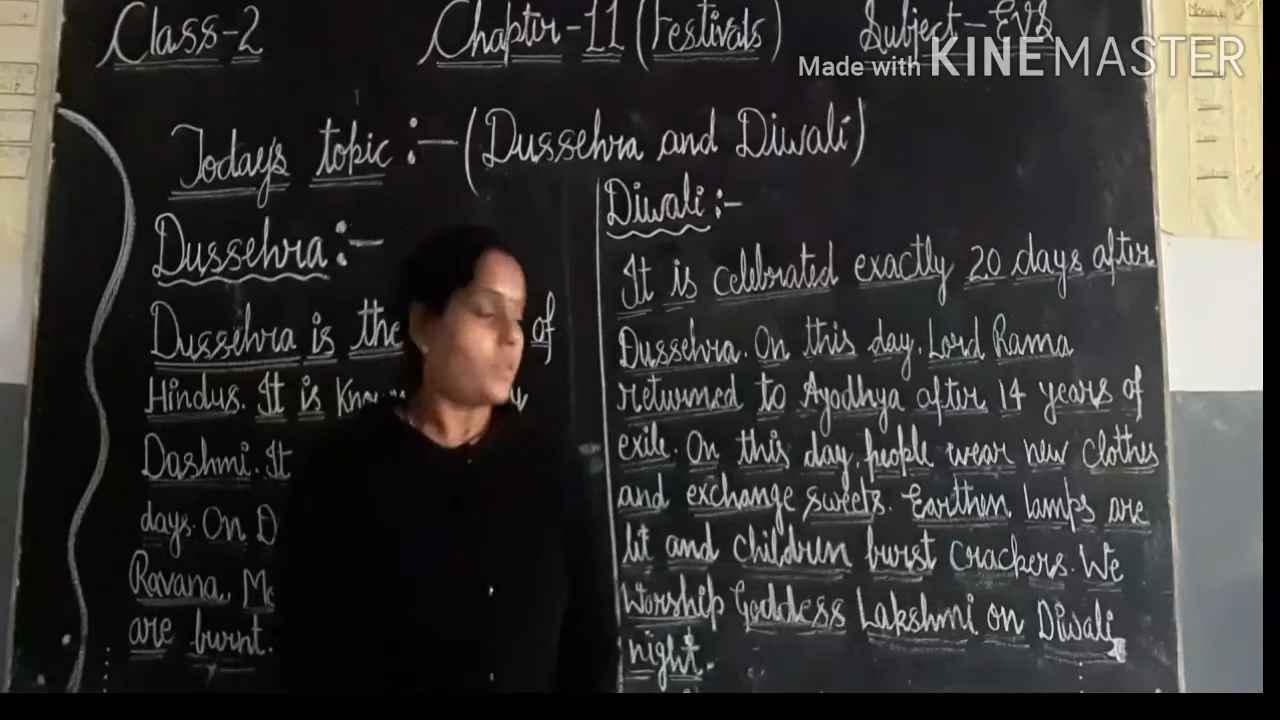 Class-2 Chapter-11 (Festivals) Subject-EVS
Made with KINEMASTER
Today's topic :- (Dussehra and Diwali)
Dussehra :-
Dussehra is the of
Hindus. It is
Dashmi. It
days. On
Ravana,
are burnt.
Diwali :-
It is celebrated exactly 20 days after
Dussehra. On this day, Lord Rama
returned to Ayodhya after 14 years of
exile. On this day, people wear new clothes
and exchange sweets. Earthen lamps are
lit and children burst crackers. We
Worship Goddess Lakshmi on Diwali
night.